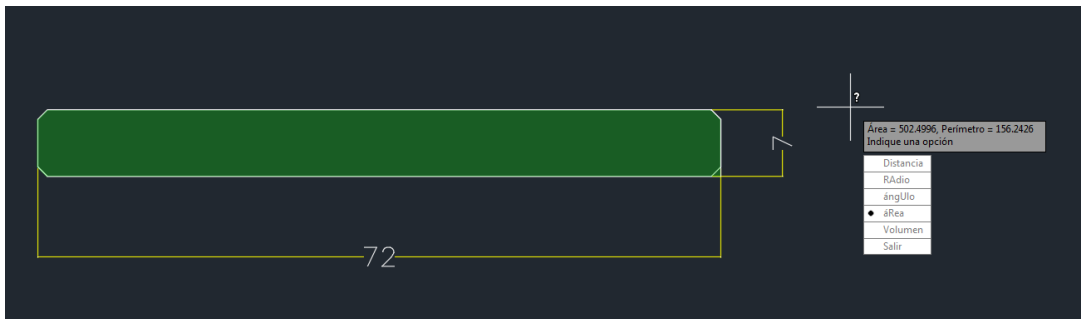 ?
Área = 502.4996, Perímetro = 156.2426
Indique una opción
7
Distancia
RAdio
ángUlo
áRea
Volumen
Salir
72